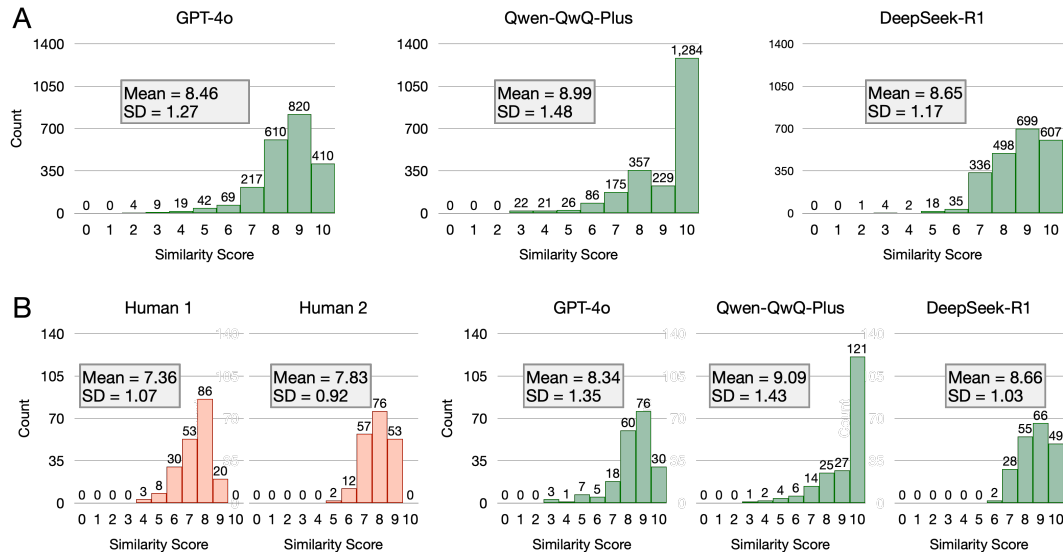 A
GPT-4o
Qwen-QwQ-Plus
DeepSeek-R1
1400
1050
700
350
0
Count
Mean = 8.46
SD = 1.27
0 0 4 9 19 42 69 217 610 820 410
0 1 2 3 4 5 6 7 8 9 10
Similarity Score
1400
1050
700
350
0
Mean = 8.99
SD = 1.48
0 0 0 22 21 26 86 175 357 229 1,284
0 1 2 3 4 5 6 7 8 9 10
Similarity Score
1400
1050
700
350
0
Mean = 8.65
SD = 1.17
0 0 1 4 2 18 35 336 498 699 607
0 1 2 3 4 5 6 7 8 9 10
Similarity Score
B
Human 1
Human 2
GPT-4o
Qwen-QwQ-Plus
DeepSeek-R1
140
105
70
35
0
Count
Mean = 7.36
SD = 1.07
0 0 0 0 3 8 30 53 86 20 0
0 1 2 3 4 5 6 7 8 9 10
Similarity Score
Mean = 7.83
SD = 0.92
0 0 0 0 0 2 12 57 76 53 0
0 1 2 3 4 5 6 7 8 9 10
Similarity Score
140
105
70
35
0
Count
Mean = 8.34
SD = 1.35
0 0 0 3 1 7 5 18 60 76 30
0 1 2 3 4 5 6 7 8 9 10
Similarity Score
Mean = 9.09
SD = 1.43
0 0 0 1 2 4 6 14 25 27 121
0 1 2 3 4 5 6 7 8 9 10
Similarity Score
Count
Mean = 8.66
SD = 1.03
0 0 0 0 0 0 2 28 55 66 49
0 1 2 3 4 5 6 7 8 9 10
Similarity Score